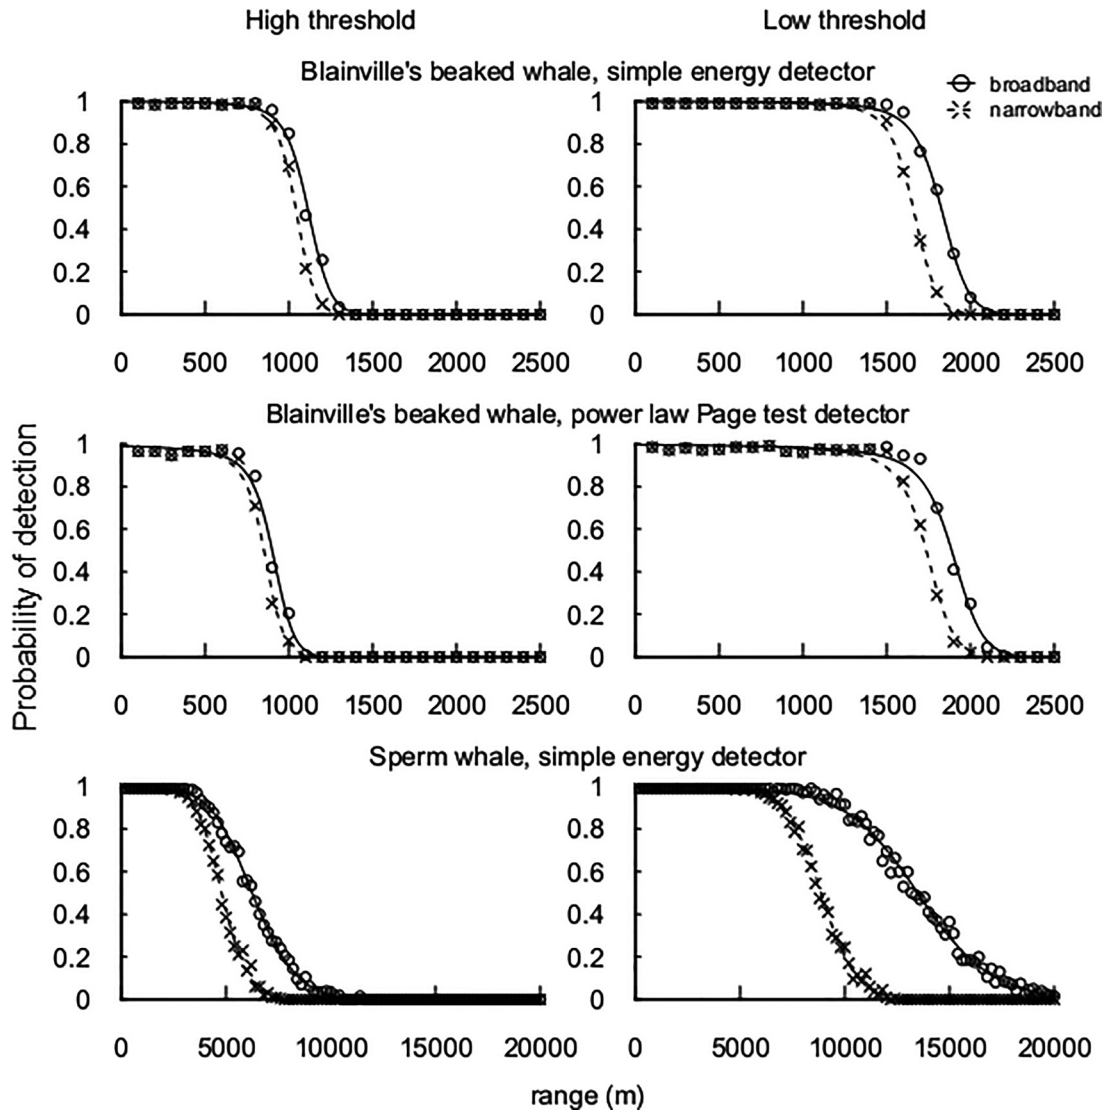 High threshold Low threshold
Blainville's beaked whale, simple energy detector
broadband
narrowband
1 0.8 0.6 0.4 0.2 0
0 500 1000 1500 2000 2500
1 0.8 0.6 0.4 0.2 0
0 500 1000 1500 2000 2500
Blainville's beaked whale, power law Page test detector
1 0.8 0.6 0.4 0.2 0
0 500 1000 1500 2000 2500
1 0.8 0.6 0.4 0.2 0
0 500 1000 1500 2000 2500
Probability of detection
Sperm whale, simple energy detector
1 0.8 0.6 0.4 0.2 0
0 5000 10000 15000 20000
1 0.8 0.6 0.4 0.2 0
0 5000 10000 15000 20000
range (m)